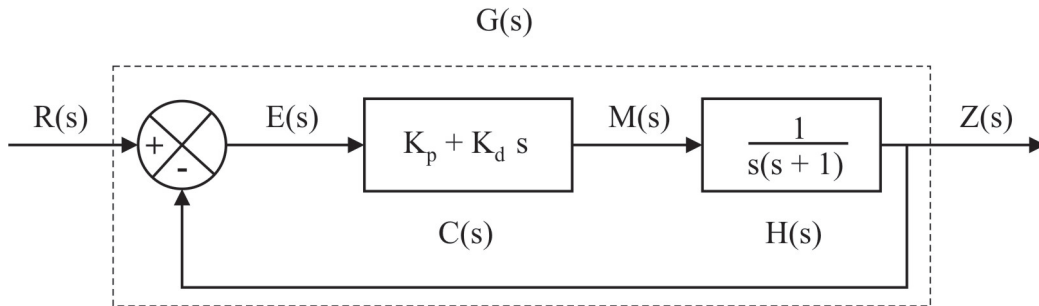 G(s)
R(s)
+
-
E(s)
K_p + K_d s
C(s)
M(s)
1
s(s + 1)
H(s)
Z(s)